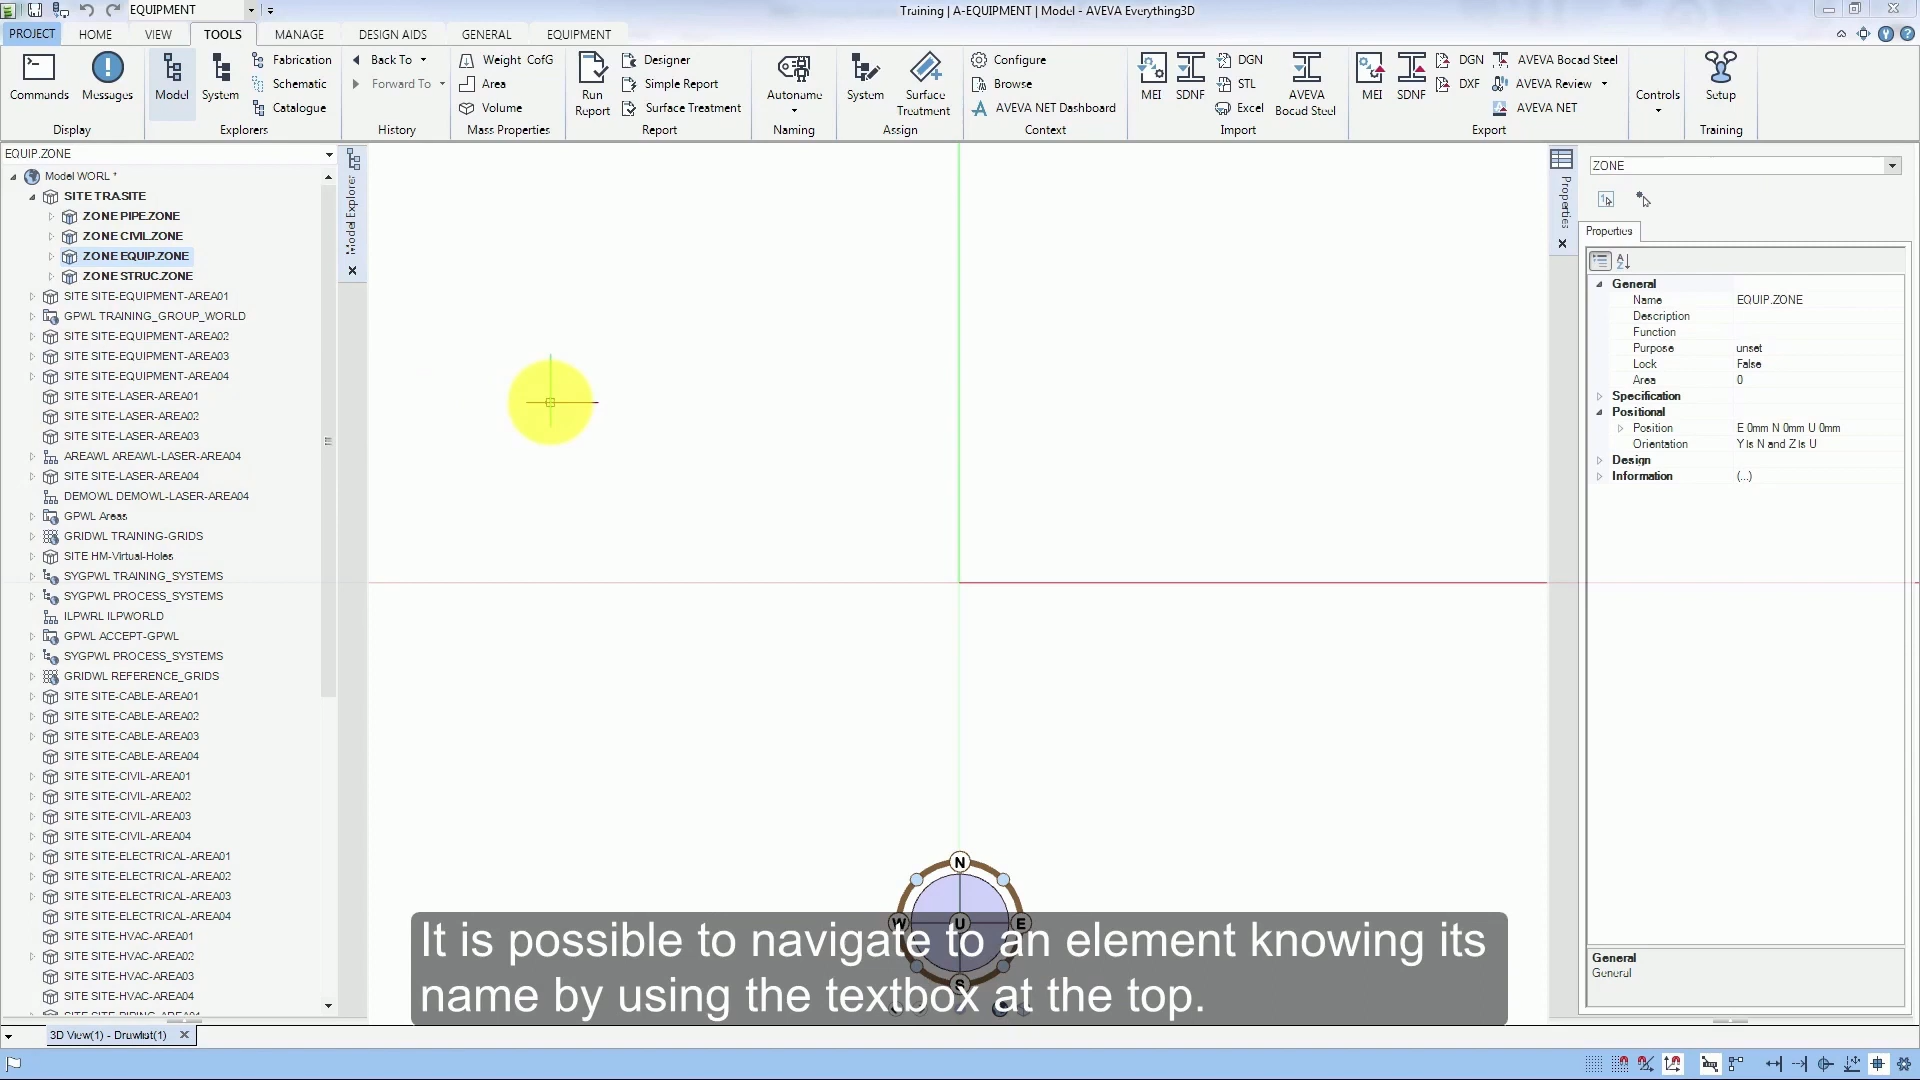 EQUIPMENT
Training | A-EQUIPMENT | Model - AVEVA Everything3D
PROJECT HOME VIEW TOOLS MANAGE DESIGN AIDS GENERAL EQUIPMENT
Commands
Messages
Display
Model
System
Fabrication
Schematic
Catalogue
Explorers
Back To
Forward To
History
Weight CofG
Area
Volume
Mass Properties
Run Report
Designer
Simple Report
Surface Treatment
Report
Autoname
Naming
System
Surface Treatment
Assign
Configure
Browse
AVEVA NET Dashboard
Context
MEI
SDNF
DGN
STL
Excel
AVEVA Bocad Steel
Import
MEI
SDNF
DGN
DXF
AVEVA Bocad Steel
AVEVA Review
AVEVA NET
Export
Controls
Setup
Training
EQUIP.ZONE
Model WORL *
SITE TRA.SITE
ZONE PIPE.ZONE
ZONE CIVIL.ZONE
ZONE EQUIP.ZONE
ZONE STRUC.ZONE
SITE SITE-EQUIPMENT-AREA01
GPWL TRAINING_GROUP_WORLD
SITE SITE-EQUIPMENT-AREA02
SITE SITE-EQUIPMENT-AREA03
SITE SITE-EQUIPMENT-AREA04
SITE SITE-LASER-AREA01
SITE SITE-LASER-AREA02
SITE SITE-LASER-AREA03
AREAWL AREAWL-LASER-AREA04
SITE SITE-LASER-AREA04
DEMOWL DEMOWL-LASER-AREA04
GPWL Areas
GRIDWL TRAINING-GRIDS
SITE HM-Virtual-Holes
SYGPWL TRAINING_SYSTEMS
SYGPWL PROCESS_SYSTEMS
ILPWRL ILPWORLD
GPWL ACCEPT-GPWL
SYGPWL PROCESS_SYSTEMS
GRIDWL REFERENCE_GRIDS
SITE SITE-CABLE-AREA01
SITE SITE-CABLE-AREA02
SITE SITE-CABLE-AREA03
SITE SITE-CABLE-AREA04
SITE SITE-CIVIL-AREA01
SITE SITE-CIVIL-AREA02
SITE SITE-CIVIL-AREA03
SITE SITE-CIVIL-AREA04
SITE SITE-ELECTRICAL-AREA01
SITE SITE-ELECTRICAL-AREA02
SITE SITE-ELECTRICAL-AREA03
SITE SITE-ELECTRICAL-AREA04
SITE SITE-HVAC-AREA01
SITE SITE-HVAC-AREA02
SITE SITE-HVAC-AREA03
SITE SITE-HVAC-AREA04
Model Explorer
N
W U E
S
It is possible to navigate to an element knowing its
name by using the textbox at the top.
Properties
ZONE
Properties
General
Name EQUIP.ZONE
Description
Function
Purpose unset
Lock False
Area 0
Specification
Positional
Position E 0mm N 0mm U 0mm
Orientation Y is N and Z is U
Design
Information (...)
General
General
3D View(1) - Drawlist(1)